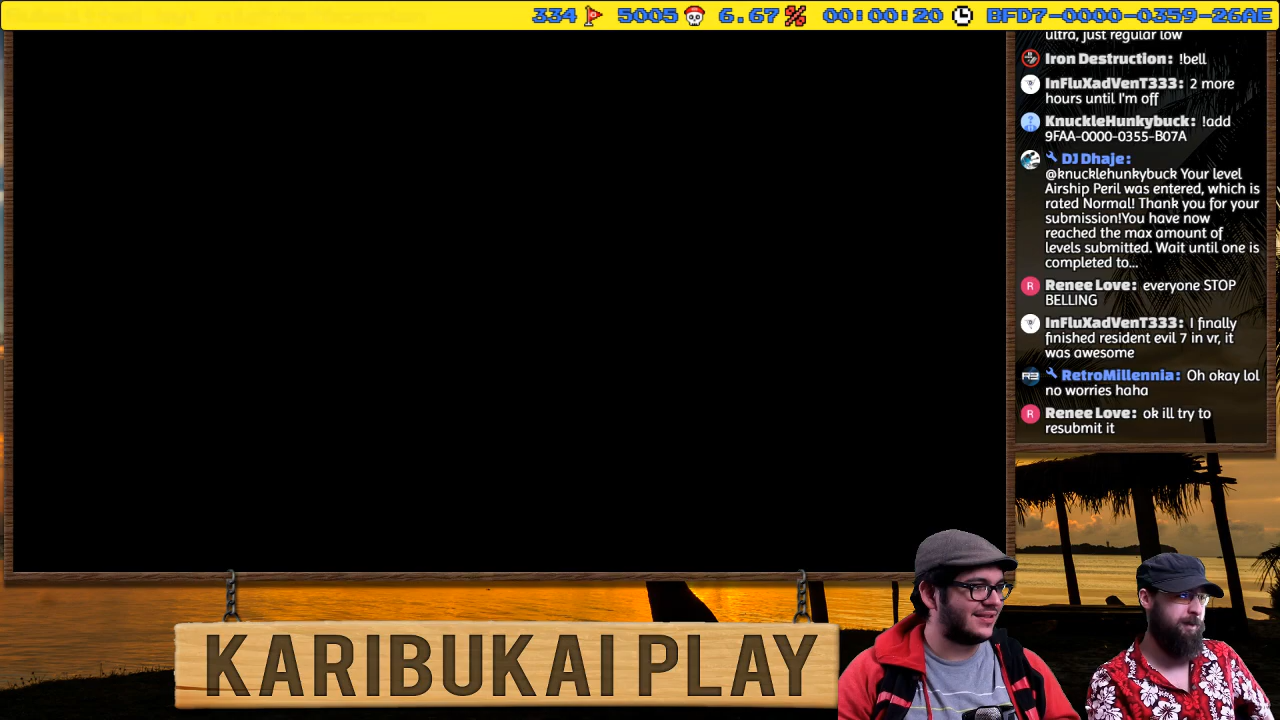 334 5005 6.67% 00:00:20 BFD7-0000-0359-26AE
ultra, just regular low
Iron Destruction: !bell
InFluXadVenT333: 2 more
hours until I'm off
KnuckleHunkybuck: !add
9FAA-0000-0355-B07A
DJ Dhaje:
@knucklehunkybuck Your level
Airship Peril was entered, which is
rated Normal! Thank you for your
submission!You have now
reached the max amount of
levels submitted. Wait until one is
completed to...
R Renee Love: everyone STOP
BELLING
InFluXadVenT333: I finally
finished resident evil 7 in vr, it
was awesome
RetroMillennia: Oh okay lol
no worries haha
R Renee Love: ok ill try to
resubmit it
KARIBUKAI PLAY